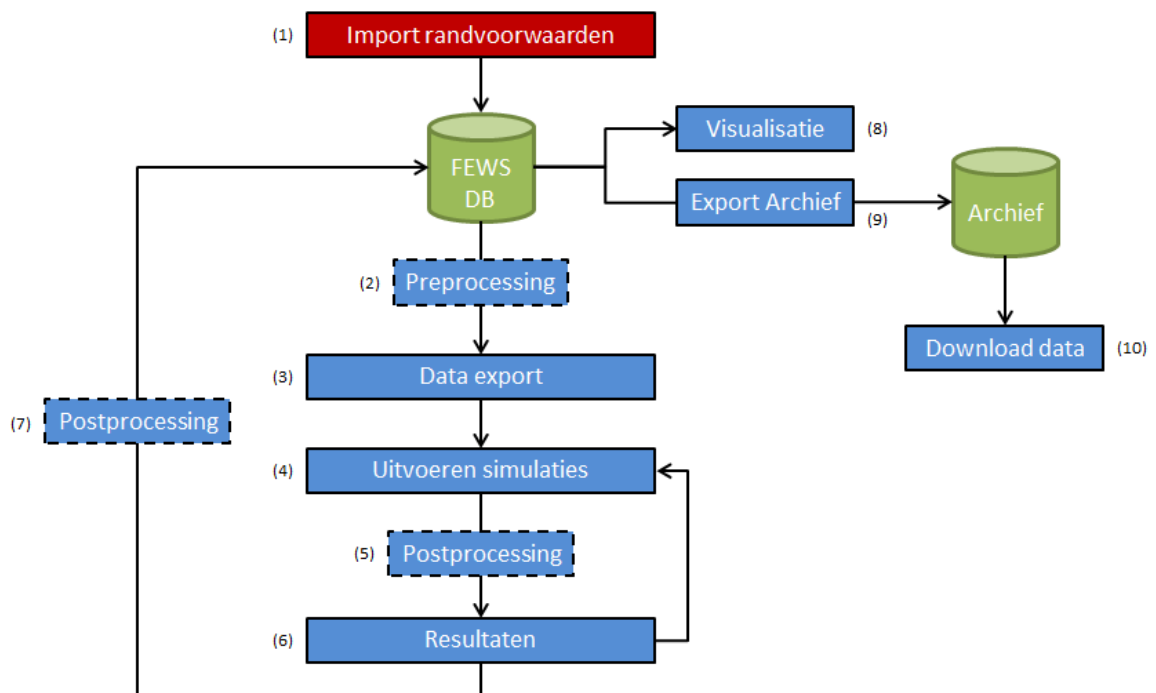 (1) Import randvoorwaarden
FEWS
DB
Visualisatie (8)
Export Archief (9)
Archief
(2) Preprocessing
Download data (10)
(3) Data export
(7) Postprocessing
(4) Uitvoeren simulaties
(5) Postprocessing
(6) Resultaten